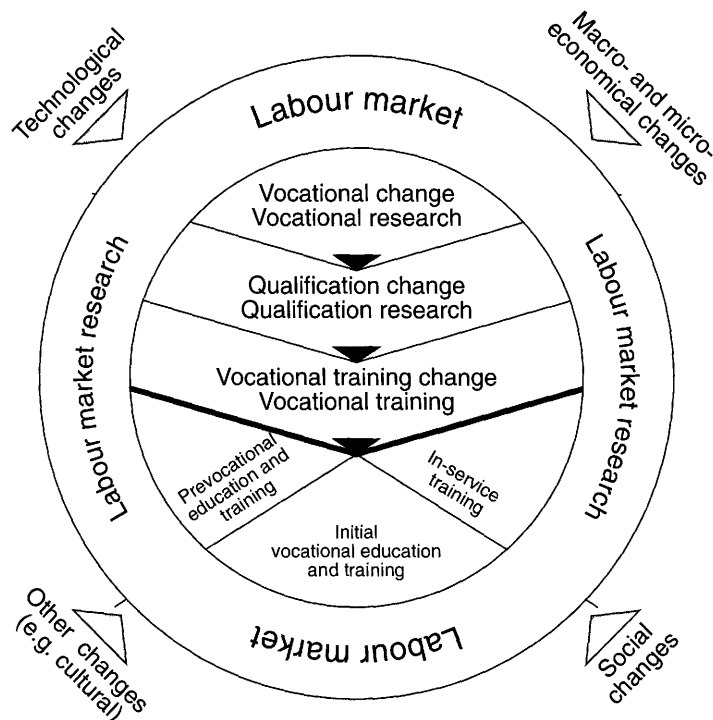 Technological
changes
Macro- and micro-
economical changes
Labour market
Labour market research
Labour market research
Vocational change
Vocational research
Qualification change
Qualification research
Vocational training change
Vocational training
Prevocational
education and
training
In-service
training
Initial
vocational education
and training
Labour market
Other changes
(e.g. cultural)
Social
changes